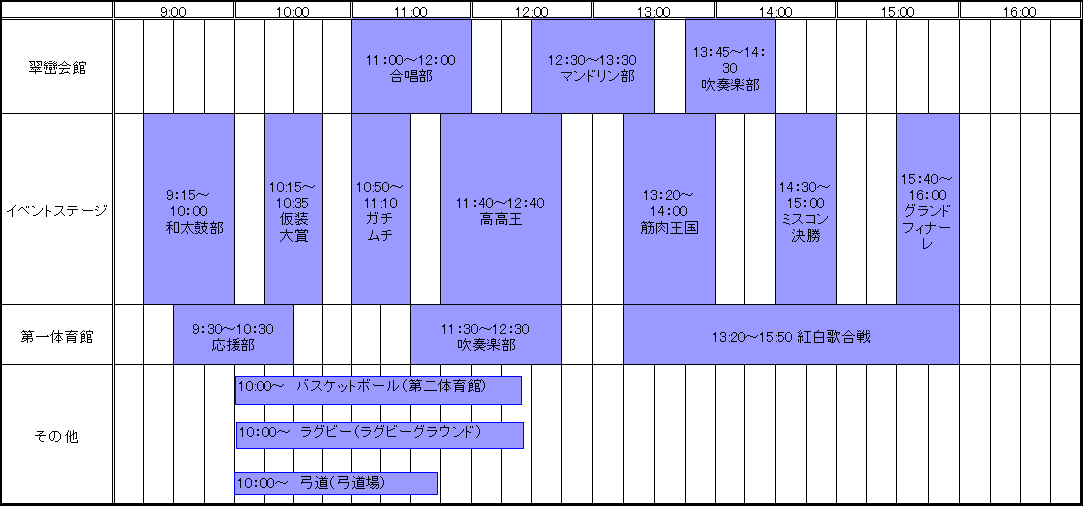 9:00 10:00 11:00 12:00 13:00 14:00 15:00 16:00
翠巒会館
11:00～12:00
合唱部
12:30～13:30
マンドリン部
13:45～14:
30
吹奏楽部
イベントステージ
9:15～
10:00
和太鼓部
10:15～
10:35
仮装
大賞
10:50～
11:10
ガチ
ムチ
11:40～12:40
高高王
13:20～
14:00
筋肉王国
14:30～
15:00
ミスコン
決勝
15:40～
16:00
グランド
フィナー
レ
第一体育館
9:30～10:30
応援部
11:30～12:30
吹奏楽部
13:20～15:50 紅白歌合戦
その他
10:00～ バスケットボール(第二体育館)
10:00～ ラグビー(ラグビーグラウンド)
10:00～ 弓道(弓道場)